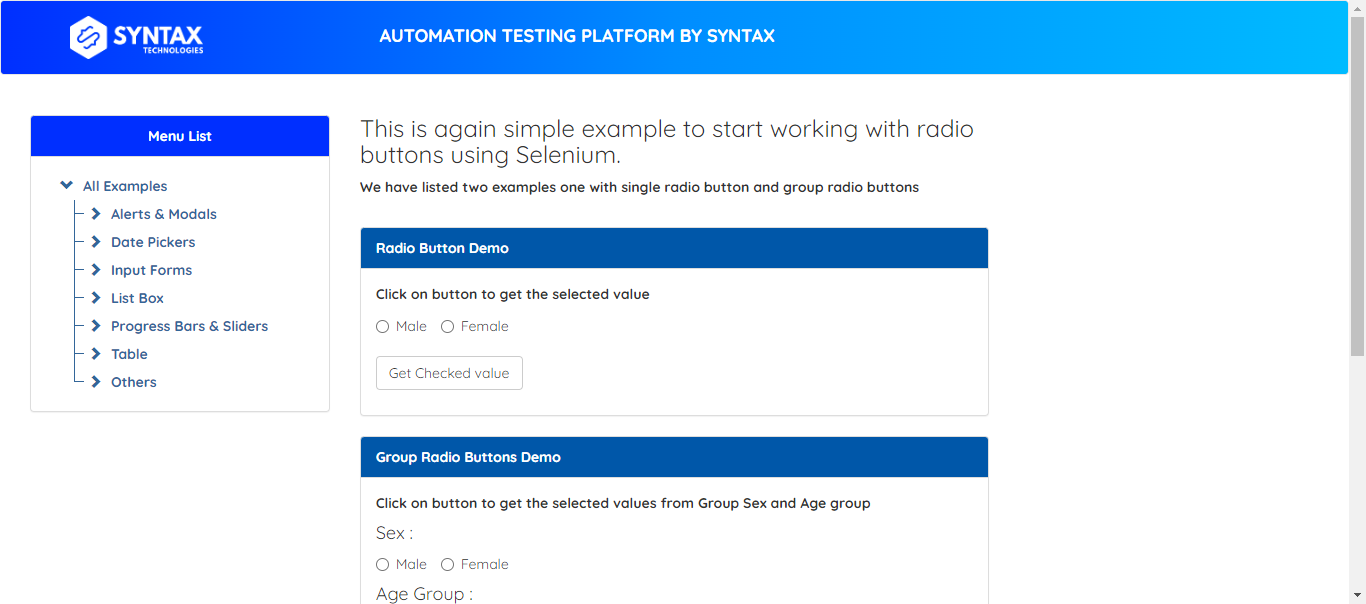 SYNTAX
TECHNOLOGIES
AUTOMATION TESTING PLATFORM BY SYNTAX
Menu List
All Examples
Alerts & Modals
Date Pickers
Input Forms
List Box
Progress Bars & Sliders
Table
Others
This is again simple example to start working with radio
buttons using Selenium.
We have listed two examples one with single radio button and group radio buttons
Radio Button Demo
Click on button to get the selected value
Male Female
Get Checked value
Group Radio Buttons Demo
Click on button to get the selected values from Group Sex and Age group
Sex :
Male Female
Age Group :